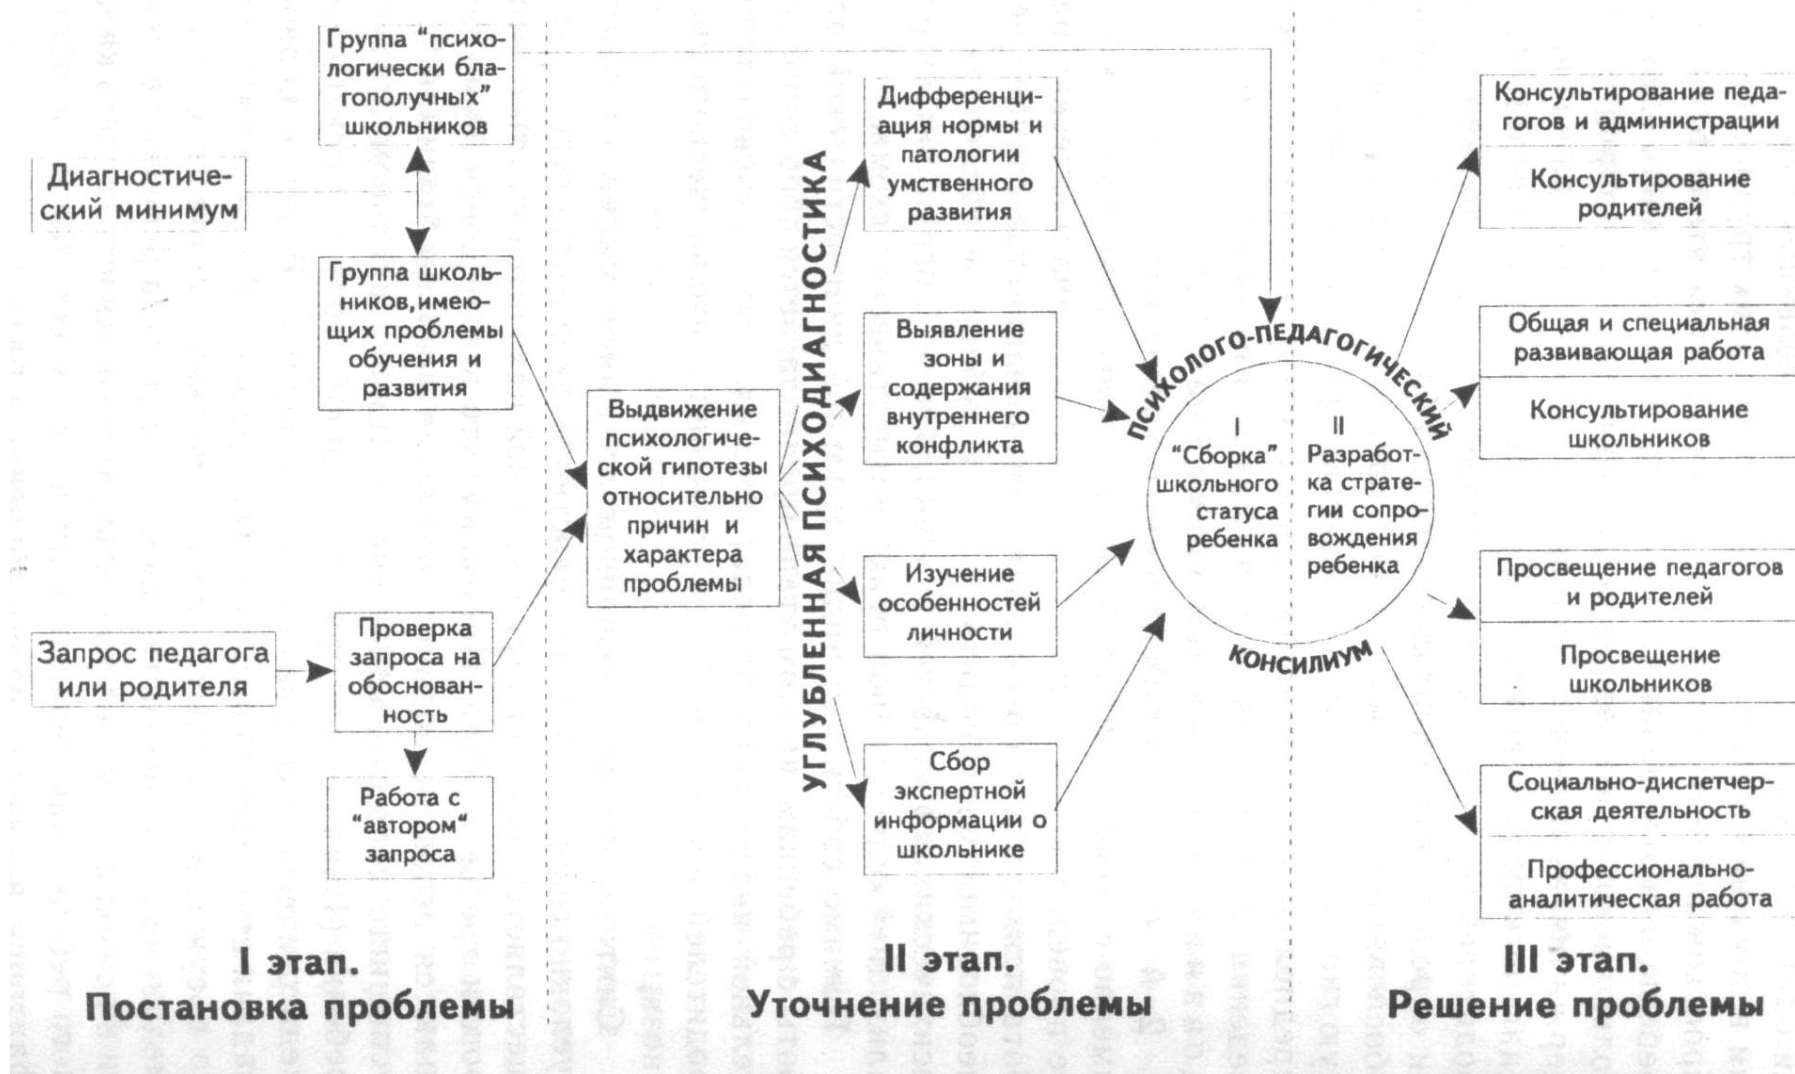 Группа “психо-
логически бла-
гополучных”
школьников
Диагностиче-
ский минимум
Группа школь-
ников,имею-
щих проблемы
обучения и
развития
Запрос педагога
или родителя
Проверка
запроса на
обоснован-
ность
Работа с
“автором“
запроса
Выдвижение
психологиче-
ской гипотезы
относительно
причин и
характера
проблемы
УГЛУБЛЕННАЯ ПСИХОДИАГНОСТИКА
Дифференци-
ация нормы и
патологии
умственного
развития
Выявление
зоны и
содержания
внутреннего
конфликта
Изучение
особенностей
личности
Сбор
экспертной
информации о
школьнике
ПСИХОЛОГО-ПЕДАГОГИЧЕСКИЙ
I
“Сборка”
школьного
статуса
ребенка
II
Разработ-
ка страте-
гии сопро-
вождения
ребенка
КОНСИЛИУМ
Консультирование педа-
гогов и администрации
Консультирование
родителей
Общая и специальная
развивающая работа
Консультирование
школьников
Просвещение педагогов
и родителей
Просвещение
школьников
Социально-диспетчер-
ская деятельность
Профессионально-
аналитическая работа
I этап.
Постановка проблемы
II этап.
Уточнение проблемы
III этап.
Решение проблемы